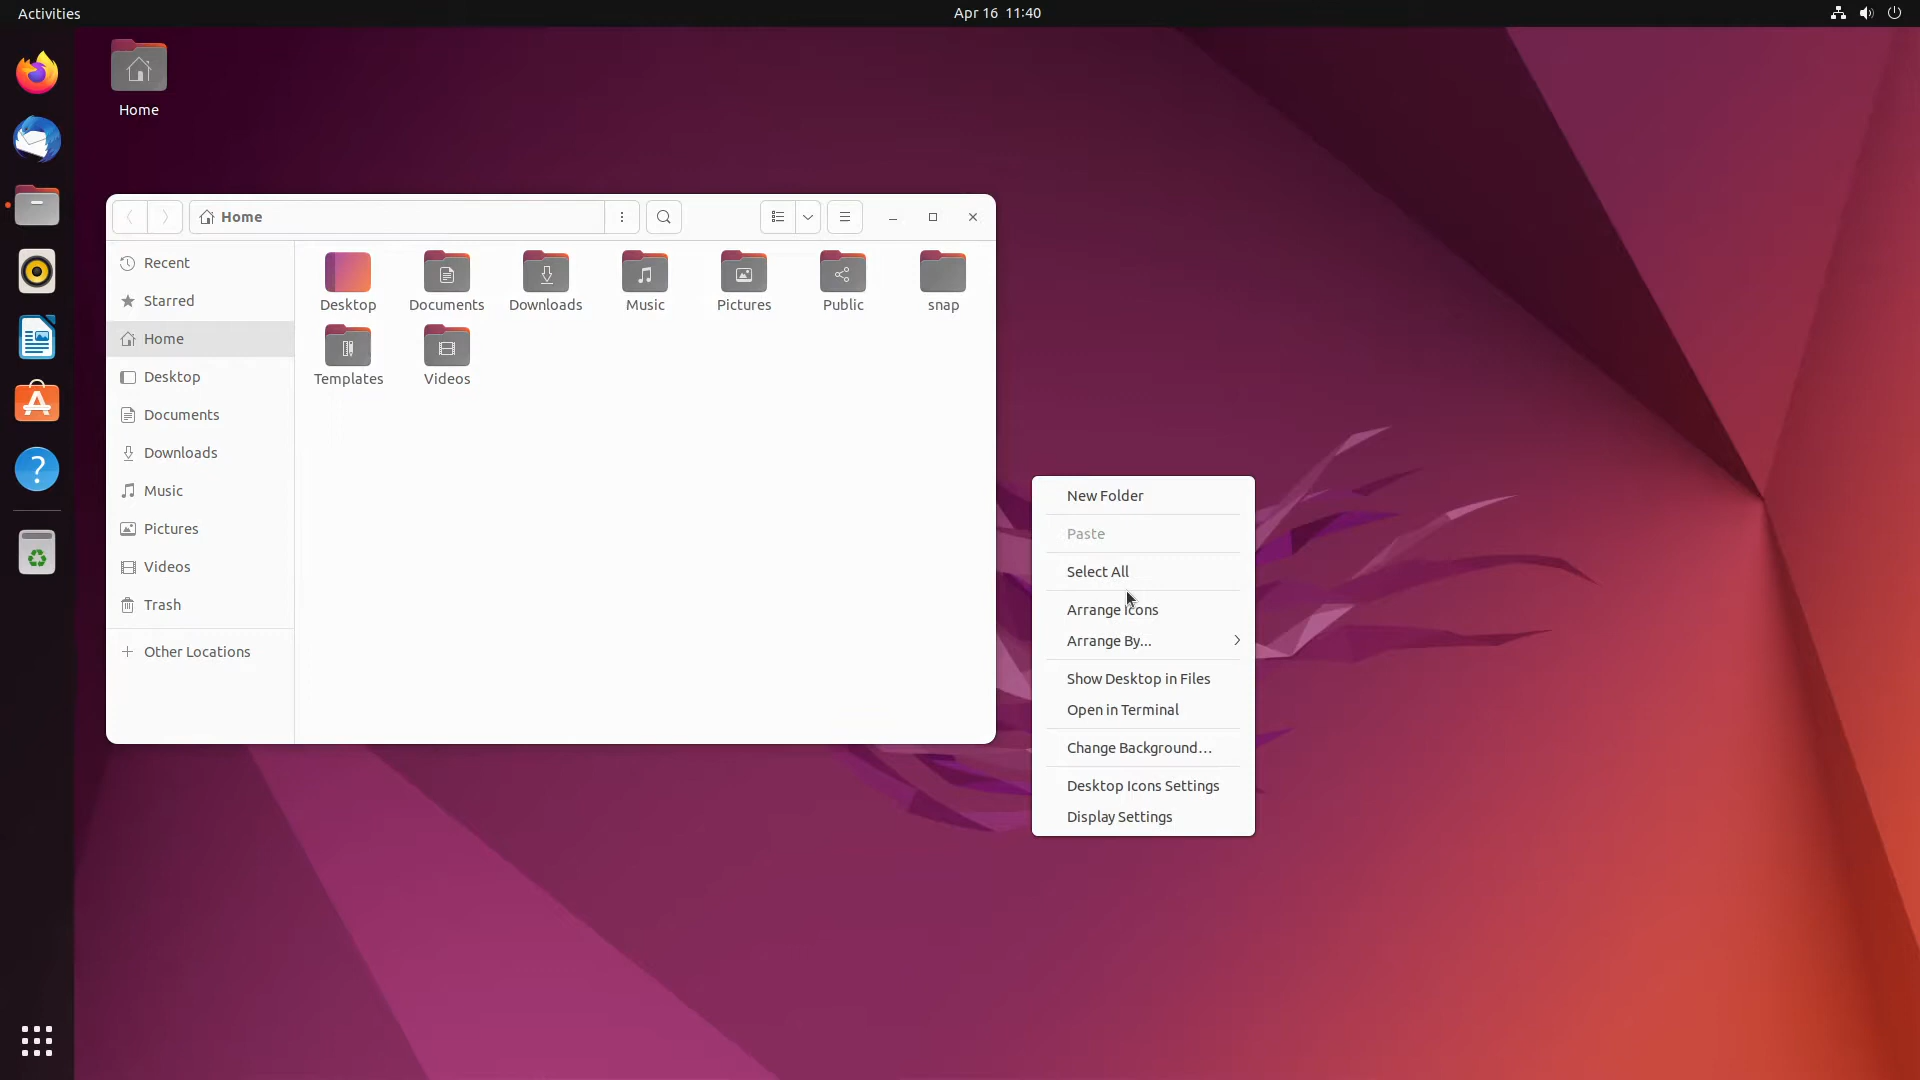 Activities
Apr 16 11:40
Home
Home
Recent
Starred
Home
Desktop
Documents
Downloads
Music
Pictures
Videos
Trash
Other Locations
Desktop
Documents
Downloads
Music
Pictures
Public
snap
Templates
Videos
New Folder
Paste
Select All
Arrange Icons
Arrange By...
Show Desktop in Files
Open in Terminal
Change Background…
Desktop Icons Settings
Display Settings